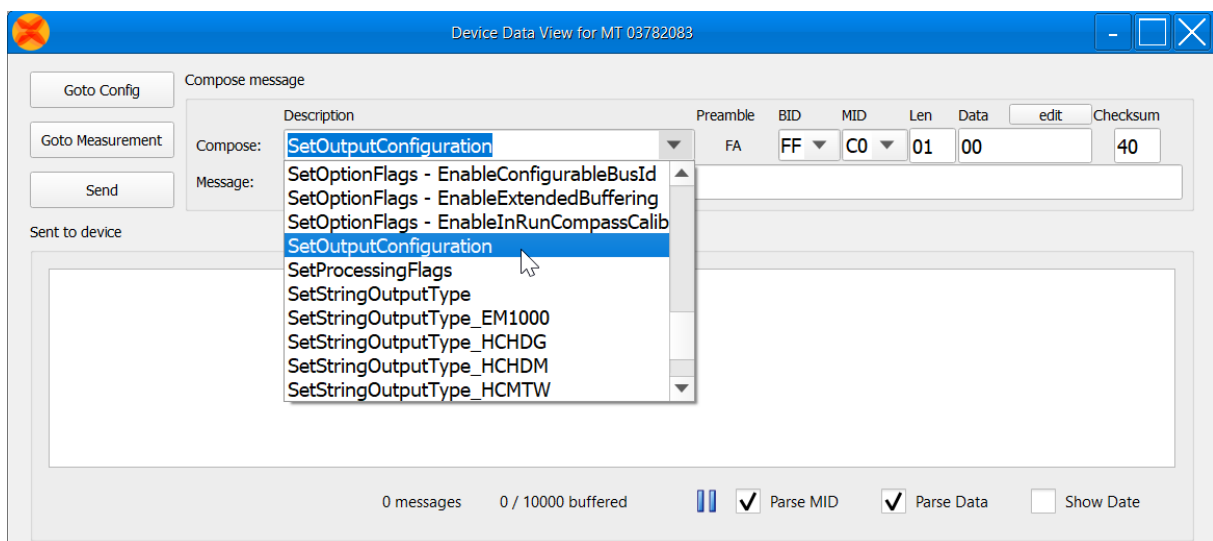 Device Data View for MT 03782083
Goto Config
Goto Measurement
Send
Compose message
Description Preamble BID MID Len Data edit Checksum
Compose: SetOutputConfiguration FA FF C0 01 00 40
Message:
SetOptionFlags - EnableConfigurableBusId
SetOptionFlags - EnableExtendedBuffering
SetOptionFlags - EnableInRunCompassCalib
SetOutputConfiguration
SetProcessingFlags
SetStringOutputType
SetStringOutputType_EM1000
SetStringOutputType_HCHDG
SetStringOutputType_HCHDM
SetStringOutputType_HCMTW
Sent to device
0 messages 0 / 10000 buffered Parse MID Parse Data Show Date